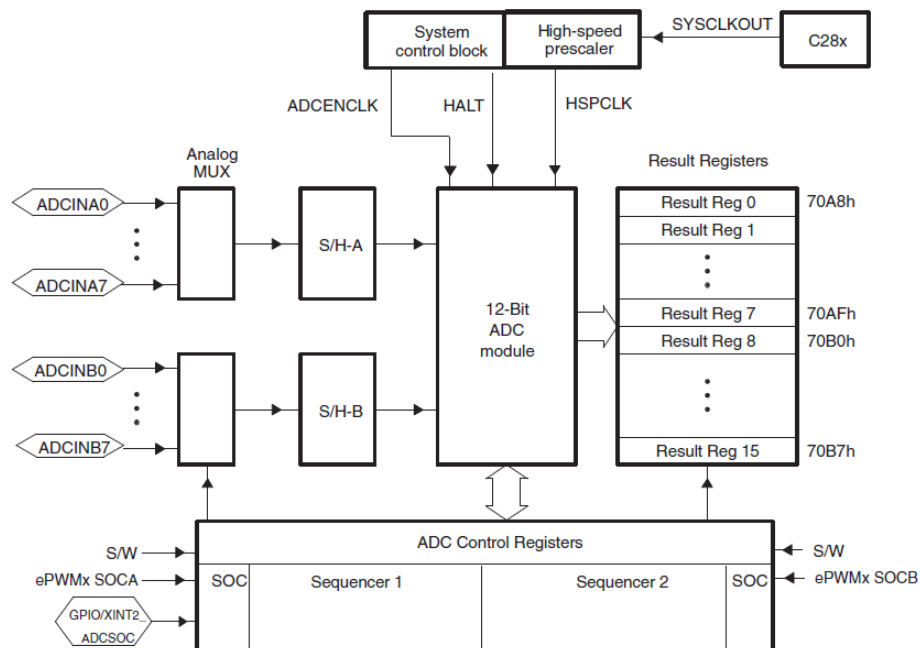 System
control block
High-speed
prescaler
SYSCLKOUT
C28x
ADCENCLK
HALT
HSPCLK
Analog
MUX
Result Registers
ADCINA0
ADCINA7
S/H-A
12-Bit
ADC
module
Result Reg 0
70A8h
Result Reg 1
Result Reg 7
70AFh
Result Reg 8
70B0h
Result Reg 15
70B7h
ADCINB0
ADCINB7
S/H-B
ADC Control Registers
S/W
ePWMx SOCA
GPIO/XINT2_
ADCSOC
SOC
Sequencer 1
Sequencer 2
SOC
S/W
ePWMx SOCB